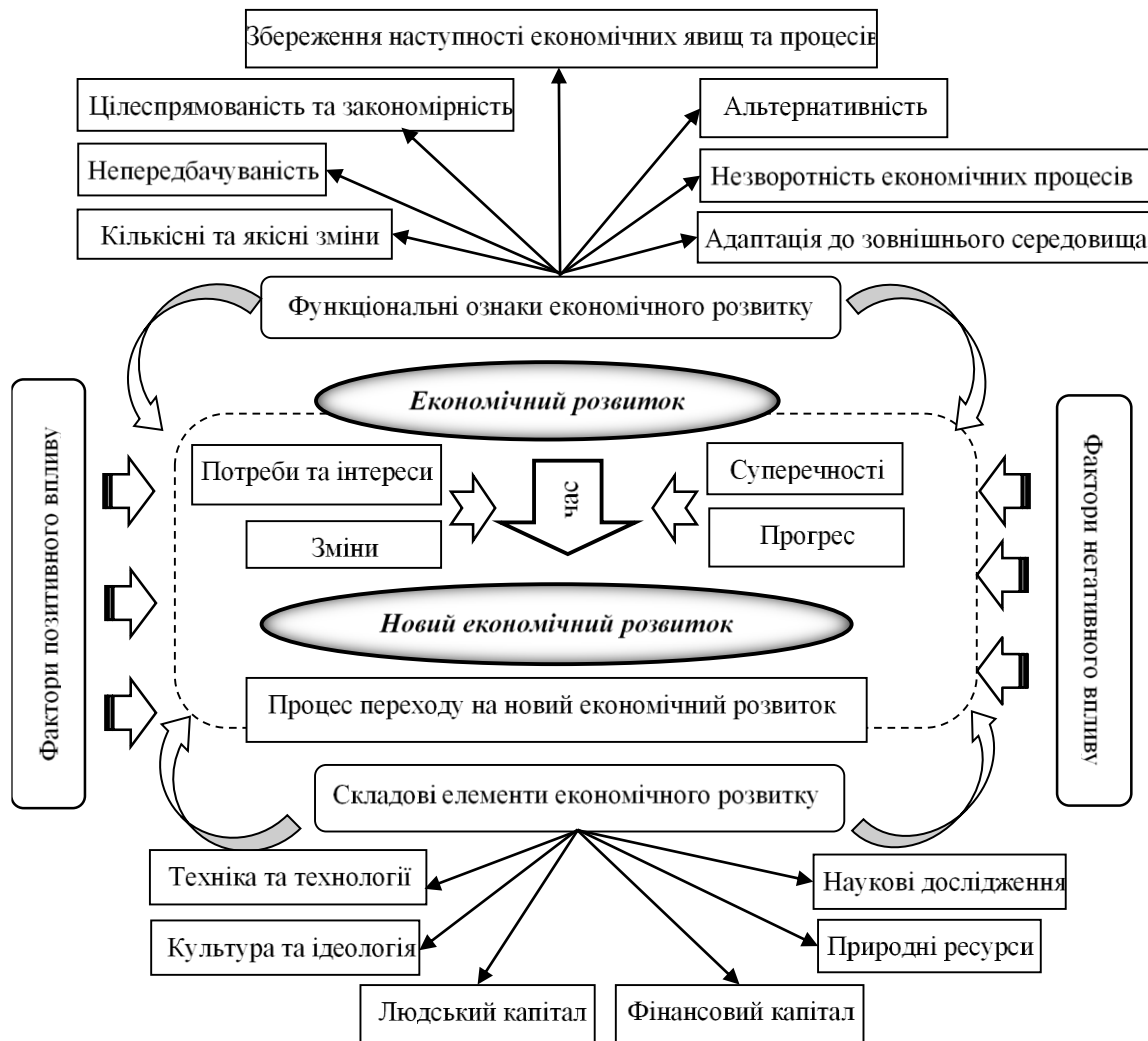 Збереження наступності економічних явищ та процесів
Цілеспрямованість та закономірність
Альтернативність
Непередбачуваність
Незворотність економічних процесів
Кількісні та якісні зміни
Адаптація до зовнішнього середовища
Функціональні ознаки економічного розвитку
Фактори позитивного впливу
Економічний розвиток
Потреби та інтереси
Суперечності
час
Зміни
Прогрес
Новий економічний розвиток
Процес переходу на новий економічний розвиток
Фактори негативного впливу
Складові елементи економічного розвитку
Техніка та технології
Наукові дослідження
Культура та ідеологія
Природні ресурси
Людський капітал
Фінансовий капітал